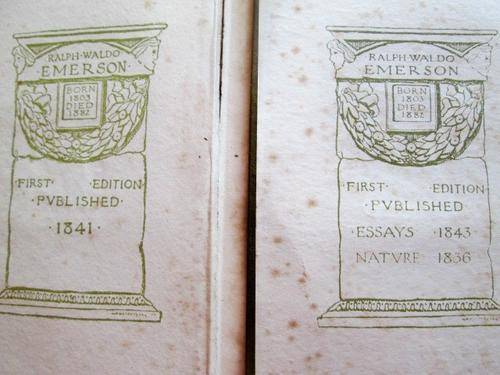 RALPH·WALDO
·EMERSON·
BORN
1803
DIED
1882
·FIRST EDITION
·PVBLISHED·
·1841·
RALPH·WALDO
EMERSON
BORN
1803
DIED
1882
·FIRST· EDITION
·PVBLISHED
·ESSAYS ·1843·
NATVRE 1836